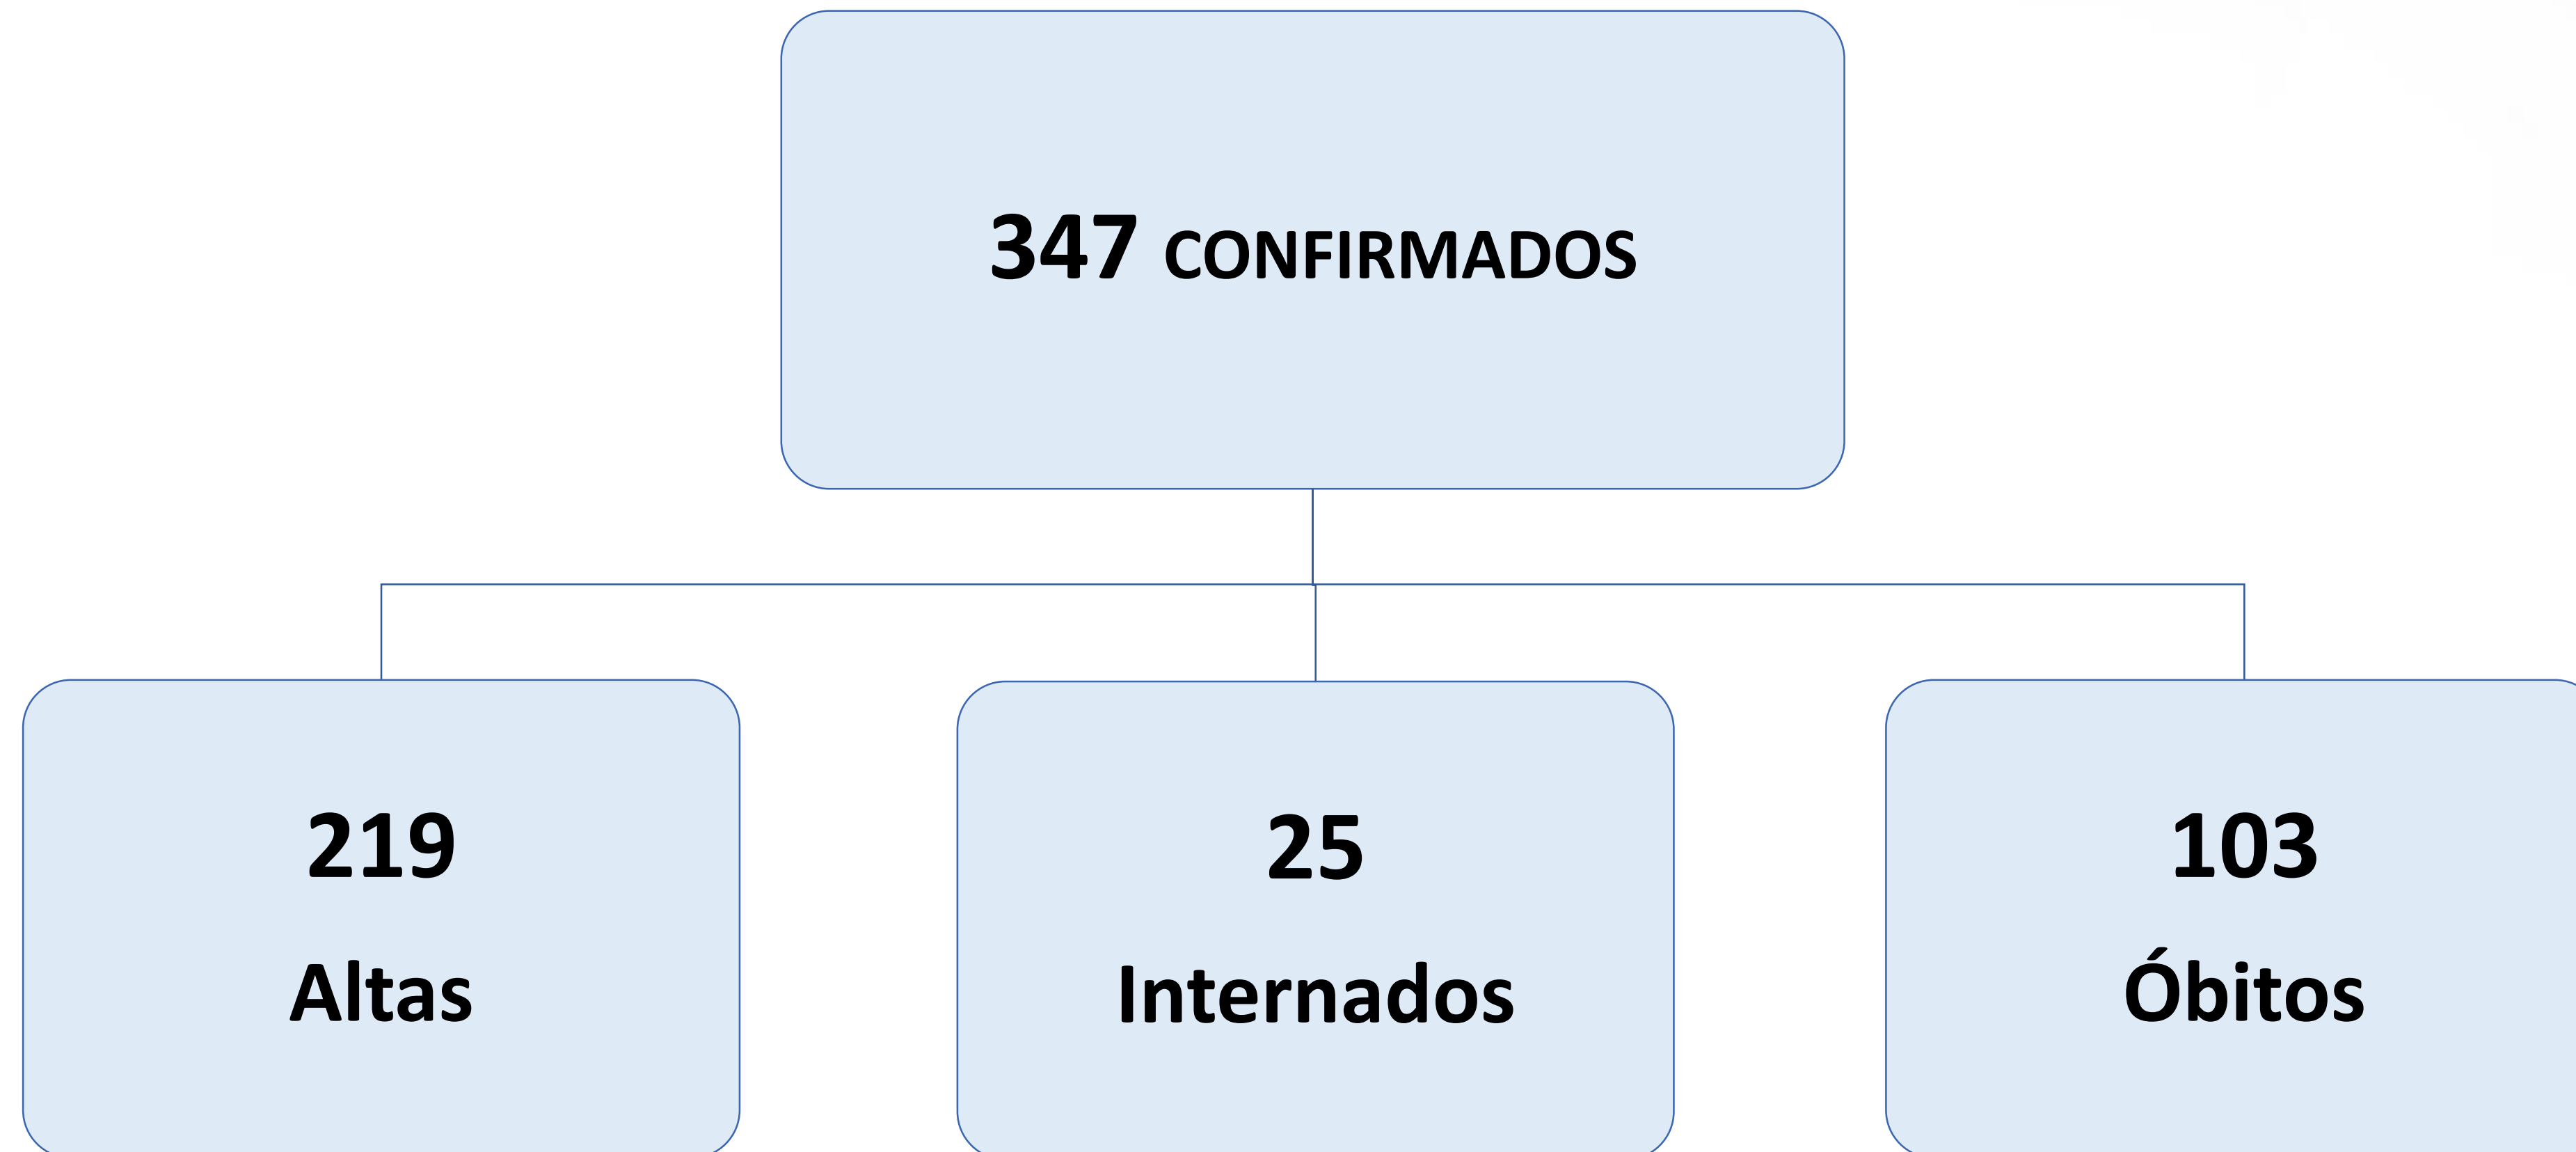 347 CONFIRMADOS
219
Altas
25
Internados
103
Óbitos